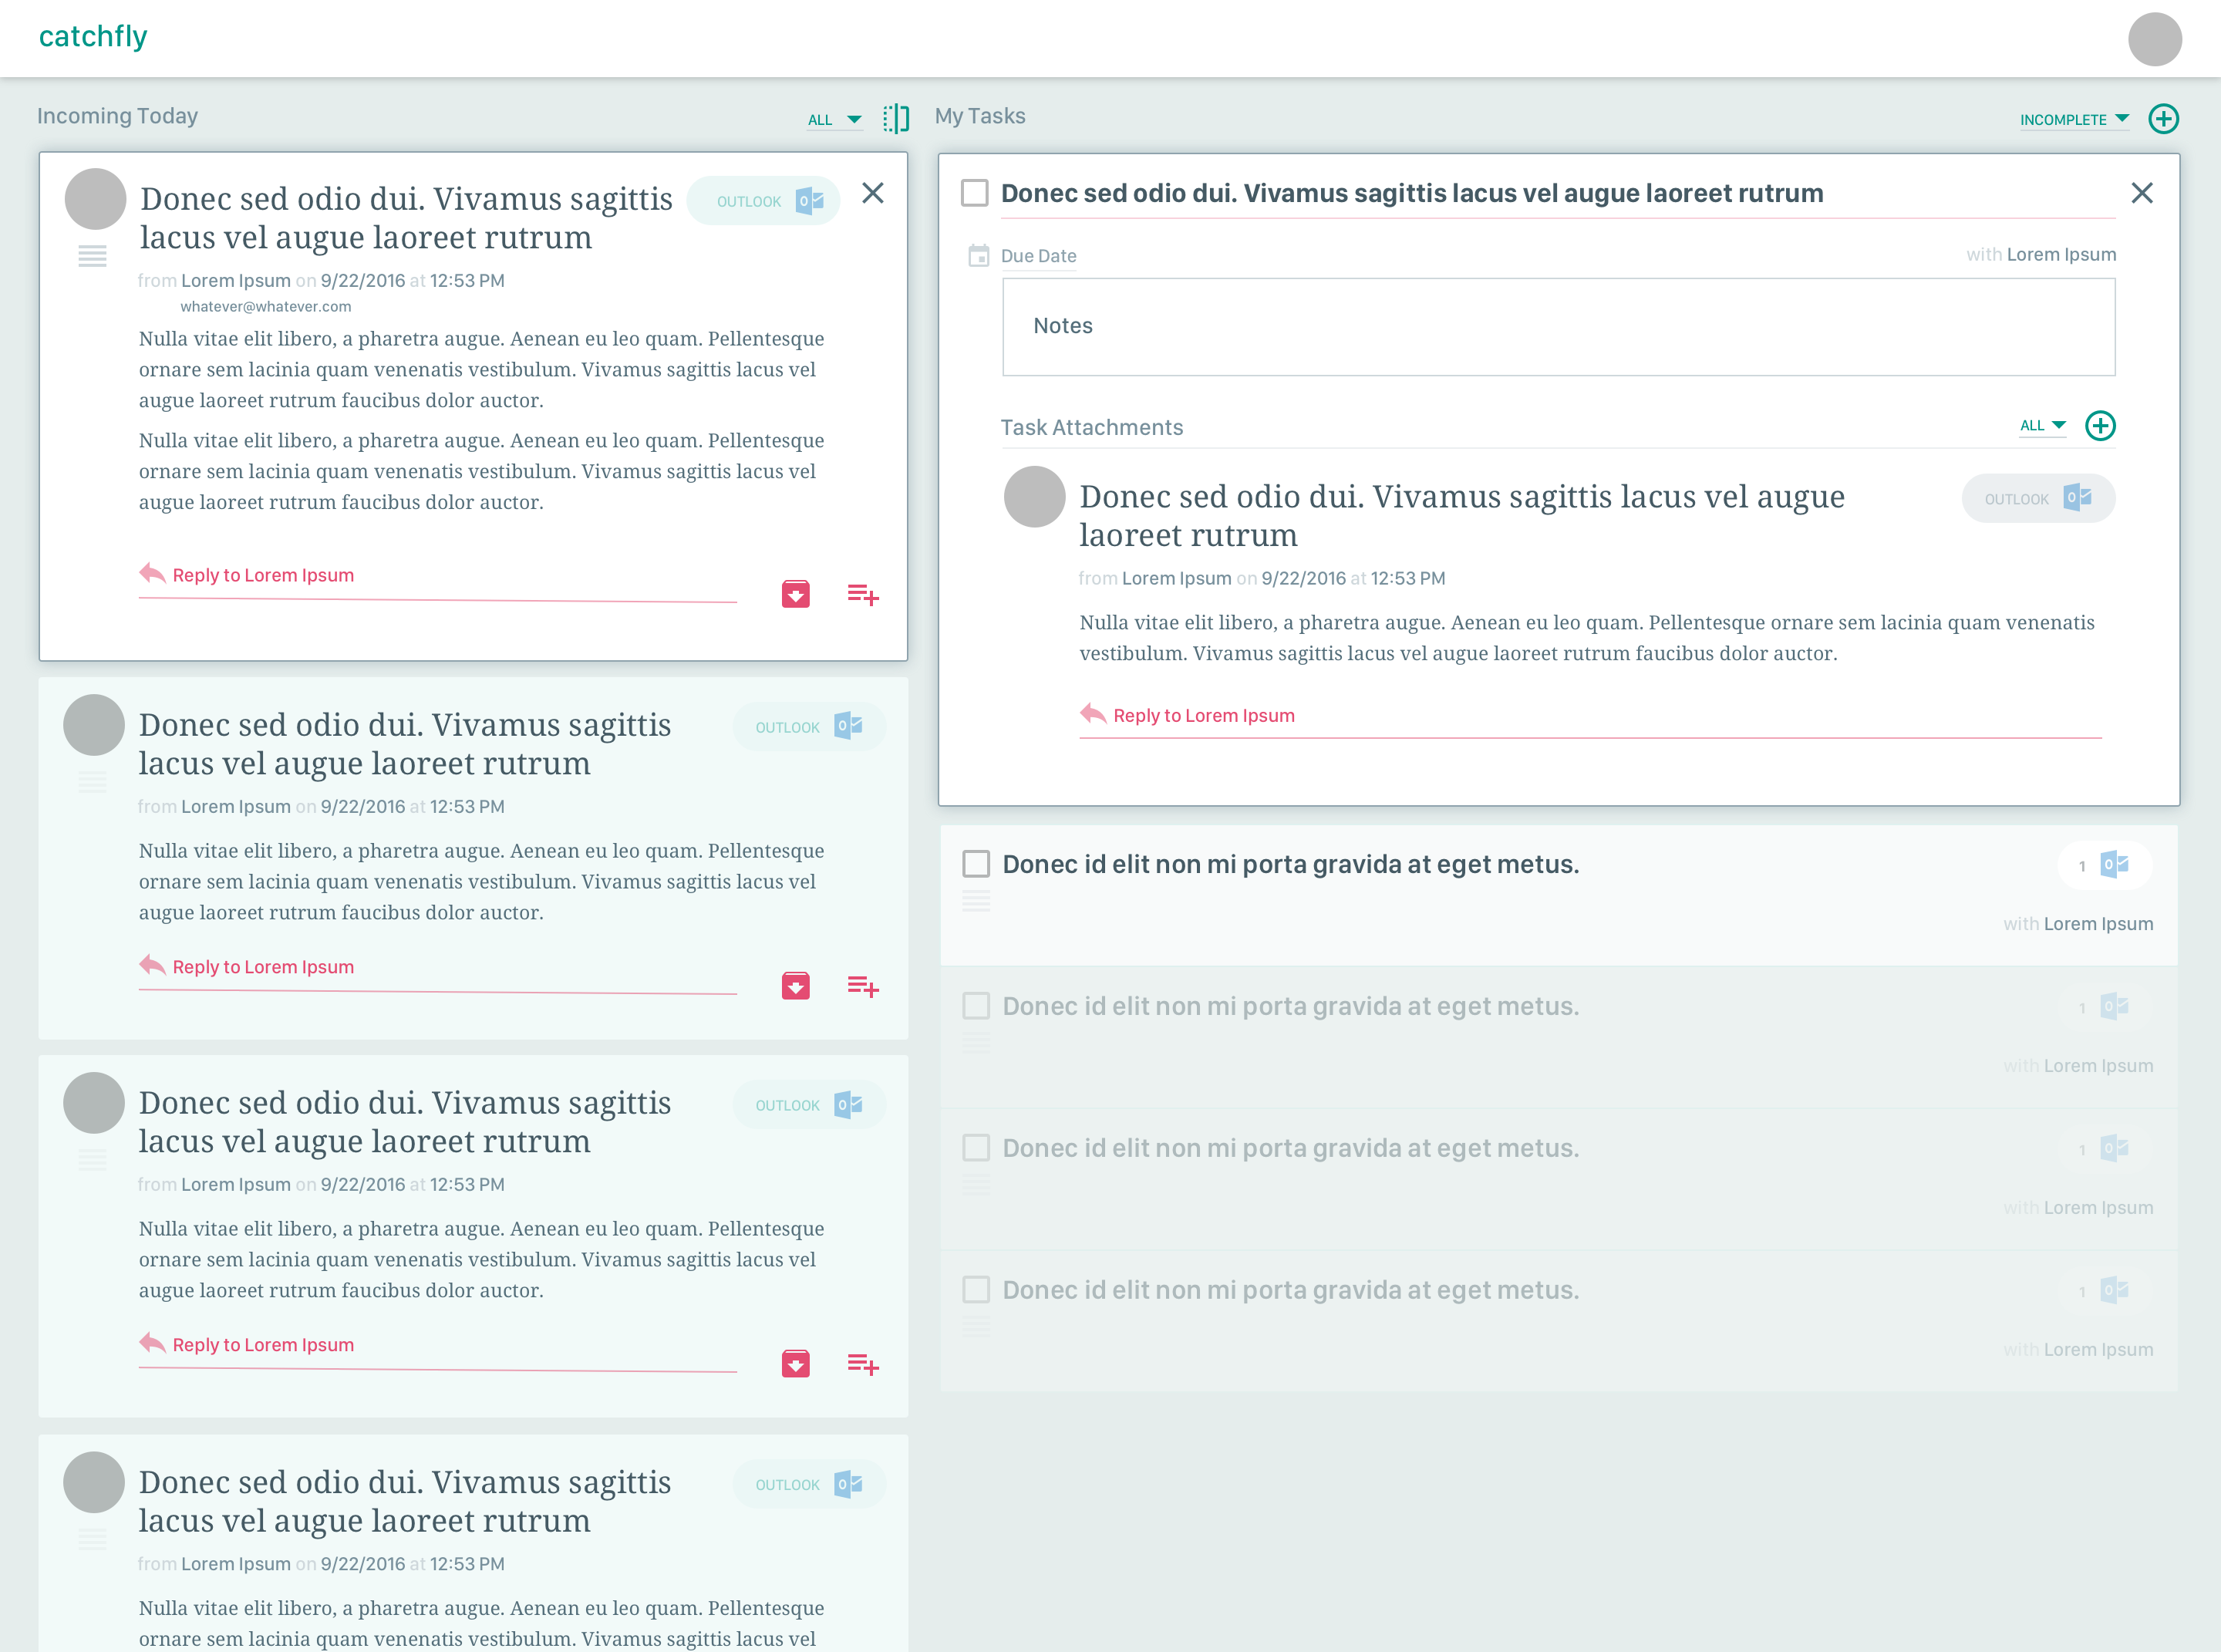 catchfly
Incoming Today
ALL
Donec sed odio dui. Vivamus sagittis
lacus vel augue laoreet rutrum
OUTLOOK
from Lorem Ipsum on 9/22/2016 at 12:53 PM
whatever@whatever.com
Nulla vitae elit libero, a pharetra augue. Aenean eu leo quam. Pellentesque
ornare sem lacinia quam venenatis vestibulum. Vivamus sagittis lacus vel
augue laoreet rutrum faucibus dolor auctor.
Nulla vitae elit libero, a pharetra augue. Aenean eu leo quam. Pellentesque
ornare sem lacinia quam venenatis vestibulum. Vivamus sagittis lacus vel
augue laoreet rutrum faucibus dolor auctor.
Reply to Lorem Ipsum
Donec sed odio dui. Vivamus sagittis
lacus vel augue laoreet rutrum
OUTLOOK
from Lorem Ipsum on 9/22/2016 at 12:53 PM
Nulla vitae elit libero, a pharetra augue. Aenean eu leo quam. Pellentesque
ornare sem lacinia quam venenatis vestibulum. Vivamus sagittis lacus vel
augue laoreet rutrum faucibus dolor auctor.
Reply to Lorem Ipsum
Donec sed odio dui. Vivamus sagittis
lacus vel augue laoreet rutrum
OUTLOOK
from Lorem Ipsum on 9/22/2016 at 12:53 PM
Nulla vitae elit libero, a pharetra augue. Aenean eu leo quam. Pellentesque
ornare sem lacinia quam venenatis vestibulum. Vivamus sagittis lacus vel
augue laoreet rutrum faucibus dolor auctor.
Reply to Lorem Ipsum
Donec sed odio dui. Vivamus sagittis
lacus vel augue laoreet rutrum
OUTLOOK
from Lorem Ipsum on 9/22/2016 at 12:53 PM
Nulla vitae elit libero, a pharetra augue. Aenean eu leo quam. Pellentesque
ornare sem lacinia quam venenatis vestibulum. Vivamus sagittis lacus vel
My Tasks
INCOMPLETE
Donec sed odio dui. Vivamus sagittis lacus vel augue laoreet rutrum
Due Date
with Lorem Ipsum
Notes
Task Attachments
ALL
Donec sed odio dui. Vivamus sagittis lacus vel augue
laoreet rutrum
OUTLOOK
from Lorem Ipsum on 9/22/2016 at 12:53 PM
Nulla vitae elit libero, a pharetra augue. Aenean eu leo quam. Pellentesque ornare sem lacinia quam venenatis
vestibulum. Vivamus sagittis lacus vel augue laoreet rutrum faucibus dolor auctor.
Reply to Lorem Ipsum
Donec id elit non mi porta gravida at eget metus.
1
with Lorem Ipsum
Donec id elit non mi porta gravida at eget metus.
1
with Lorem Ipsum
Donec id elit non mi porta gravida at eget metus.
1
with Lorem Ipsum
Donec id elit non mi porta gravida at eget metus.
1
with Lorem Ipsum